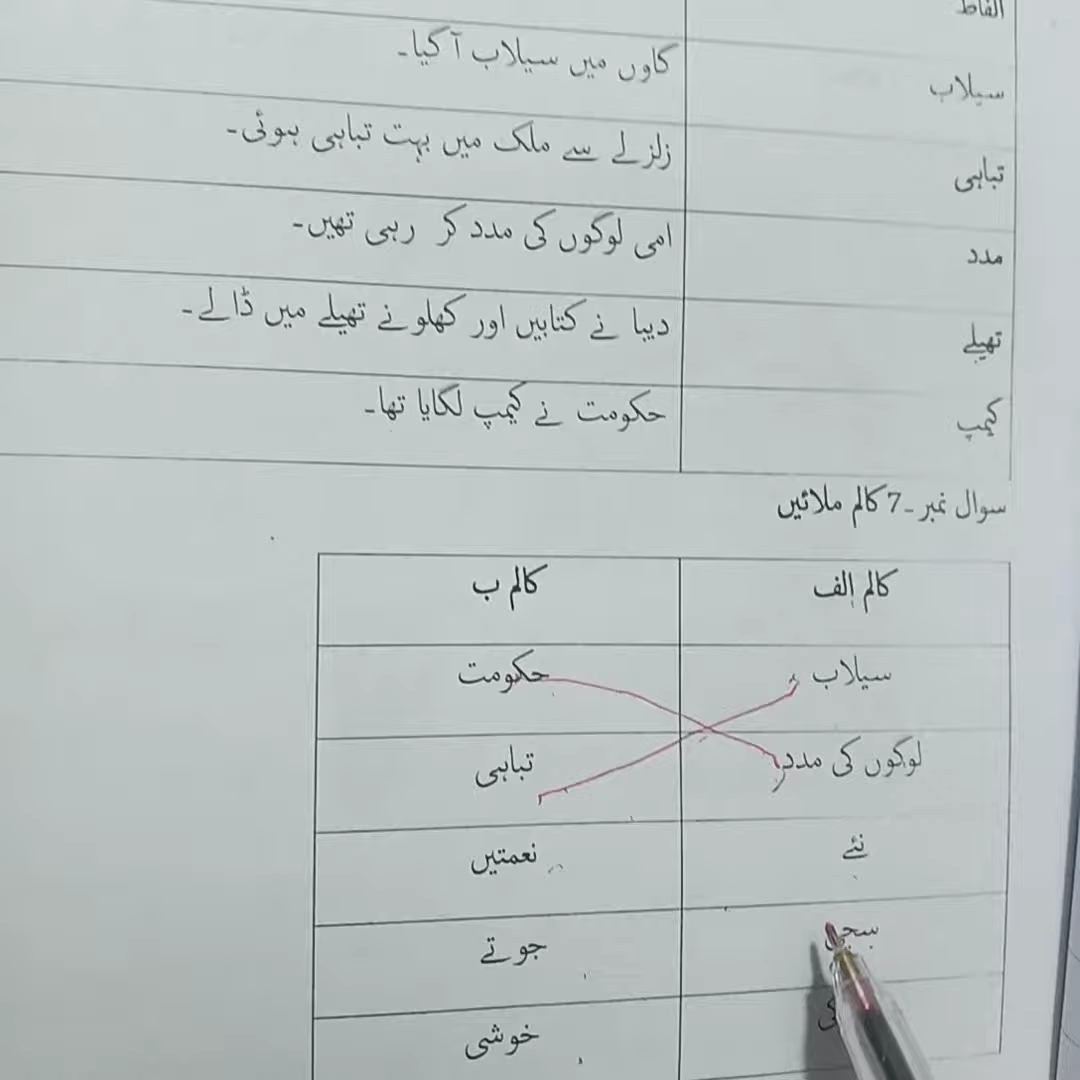 الفاظ
سیلاب گاوں میں سیلاب آ گیا۔
تباہی زلزلے سے ملک میں بہت تباہی ہوئی۔
مدد امی لوگوں کی مدد کر رہی تھیں۔
تھیلے دیبا نے کتابیں اور کھلونے تھیلے میں ڈالے۔
کیمپ حکومت نے کیمپ لگایا تھا۔
سوال نمبر ۔7 کالم ملائیں
کالم الف کالم ب
سیلاب حکومت
لوگوں کی مدد تباہی
نئے نعمتیں
جوتے
خوشی